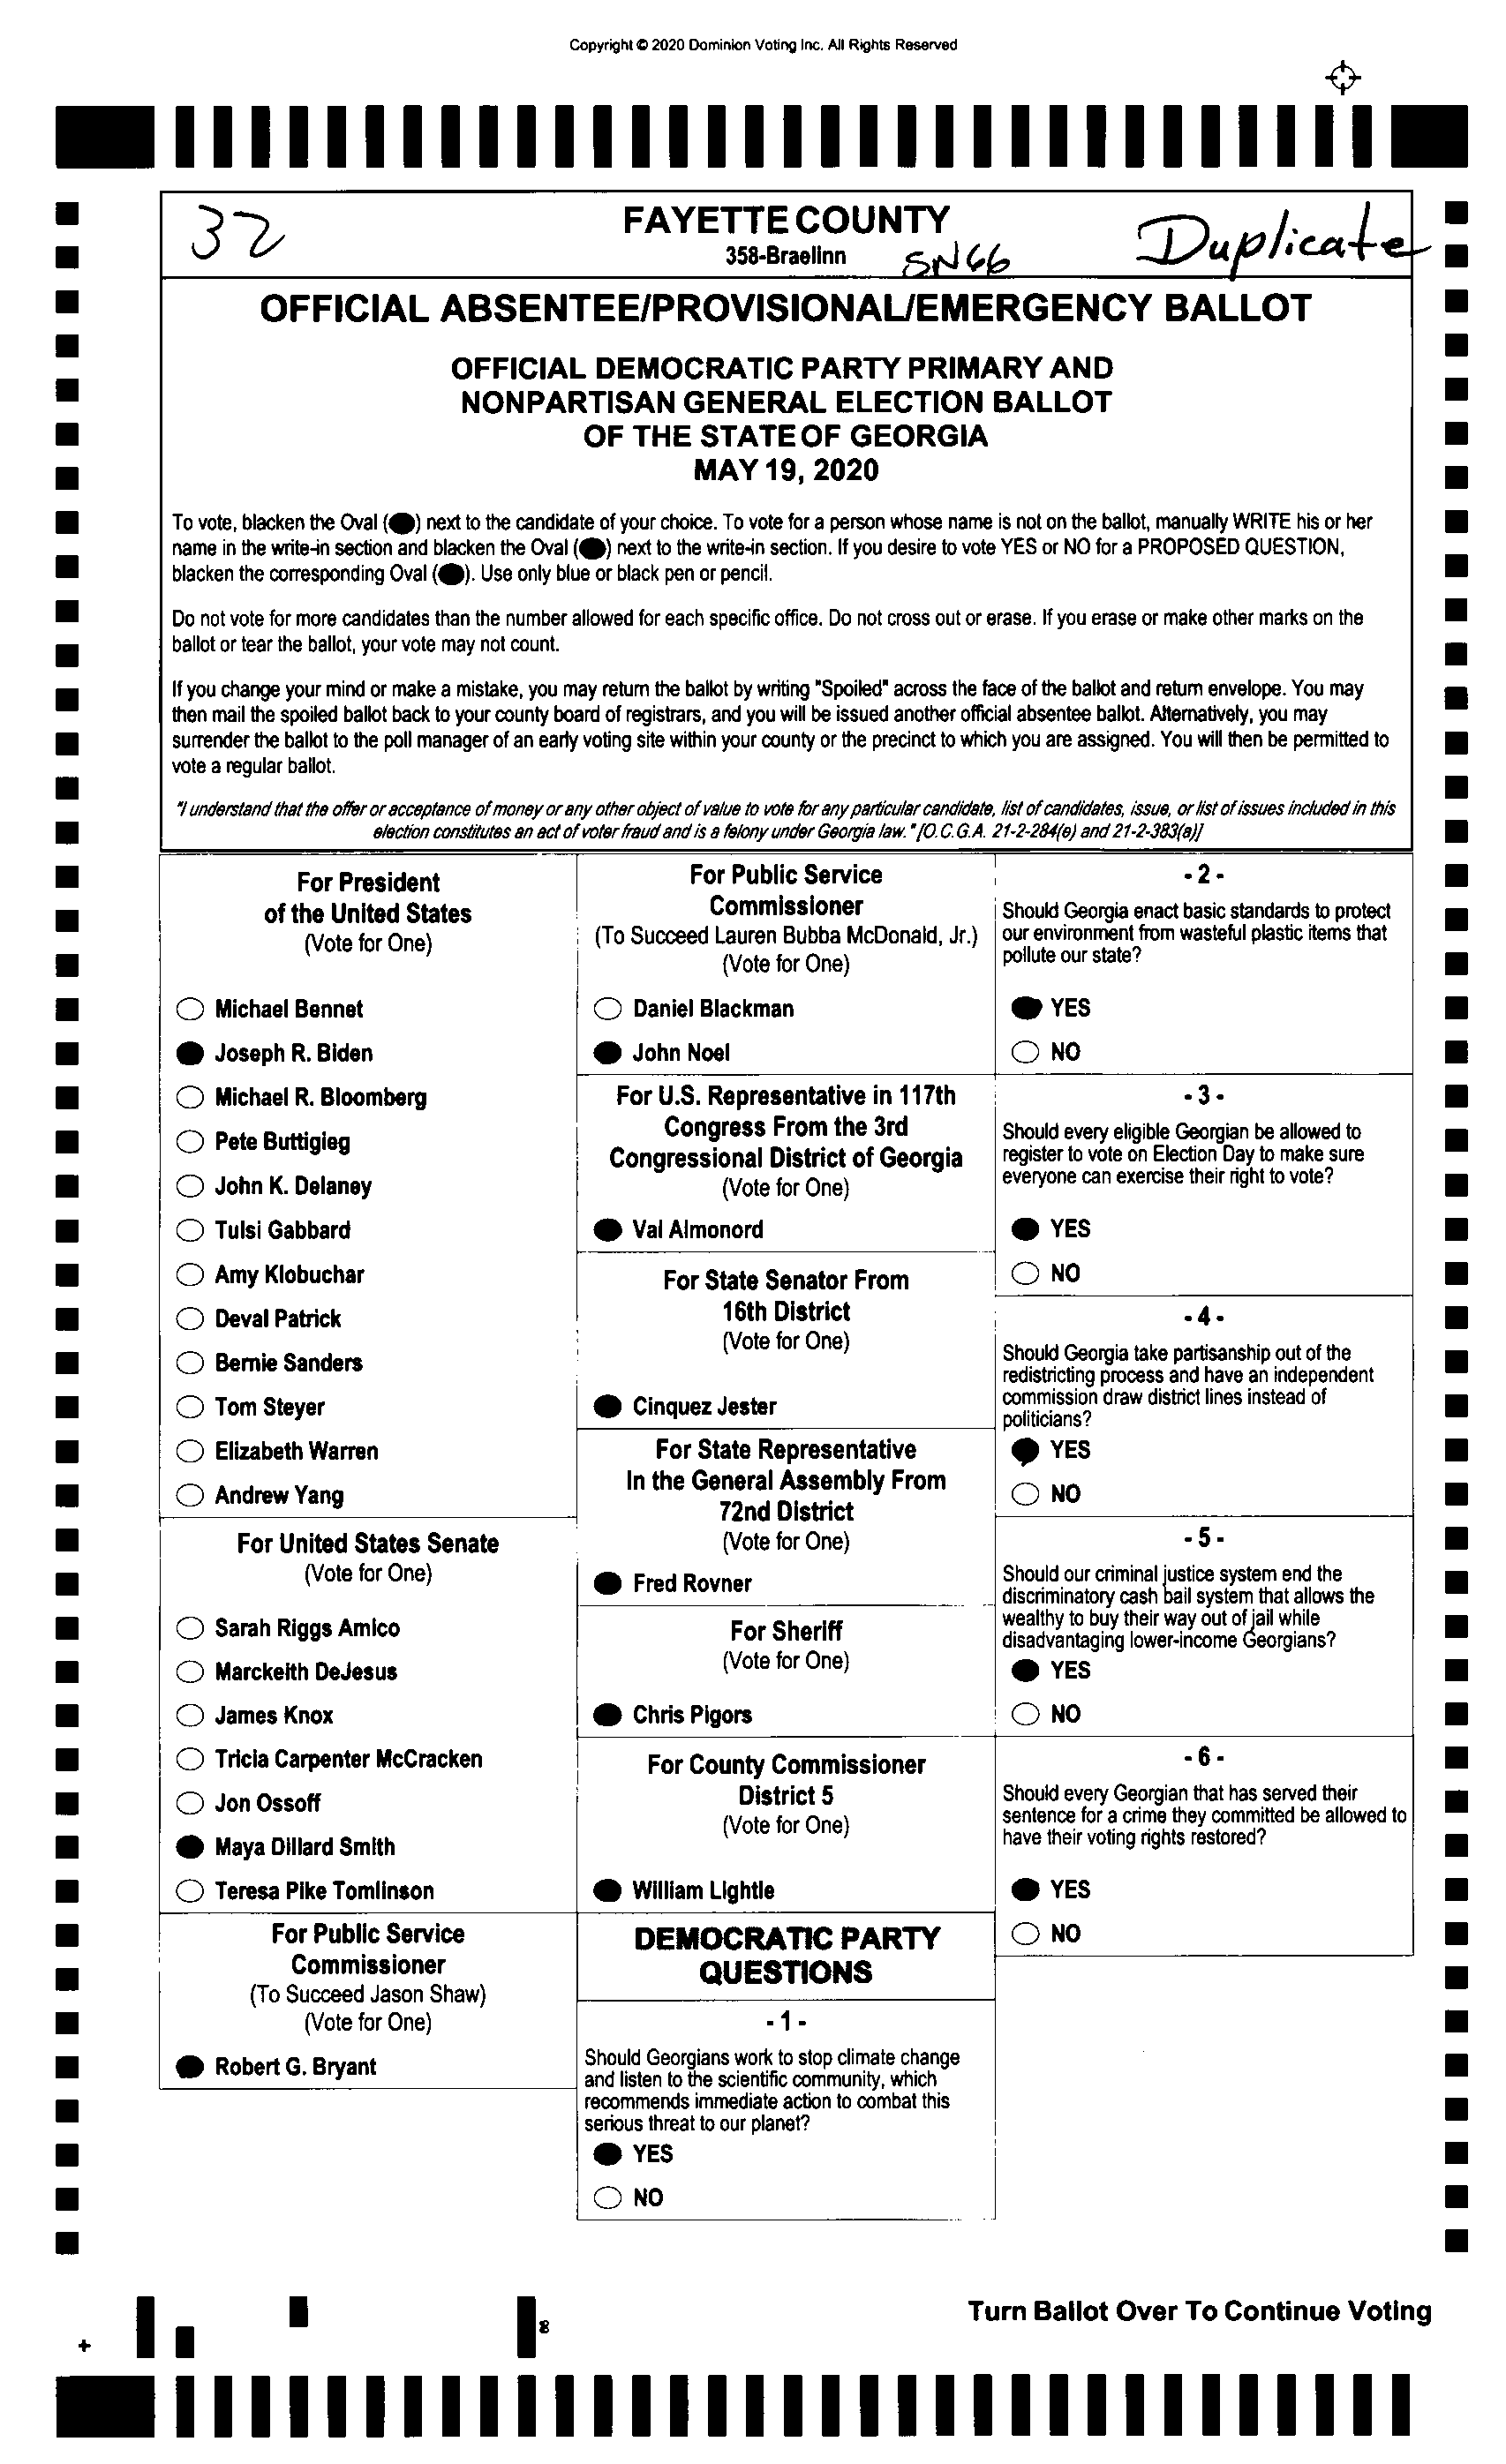 Copyright © 2020 Dominion Voting Inc. All Rights Reserved
32
FAYETTE COUNTY
358-Braelinn
SN66
Duplicate
OFFICIAL ABSENTEE/PROVISIONAL/EMERGENCY BALLOT
OFFICIAL DEMOCRATIC PARTY PRIMARY AND
NONPARTISAN GENERAL ELECTION BALLOT
OF THE STATE OF GEORGIA
MAY 19, 2020
To vote, blacken the Oval (●) next to the candidate of your choice. To vote for a person whose name is not on the ballot, manually WRITE his or her
name in the write-in section and blacken the Oval (●) next to the write-in section. If you desire to vote YES or NO for a PROPOSED QUESTION,
blacken the corresponding Oval (●). Use only blue or black pen or pencil.
Do not vote for more candidates than the number allowed for each specific office. Do not cross out or erase. If you erase or make other marks on the
ballot or tear the ballot, your vote may not count.
If you change your mind or make a mistake, you may return the ballot by writing "Spoiled" across the face of the ballot and return envelope. You may
then mail the spoiled ballot back to your county board of registrars, and you will be issued another official absentee ballot. Alternatively, you may
surrender the ballot to the poll manager of an early voting site within your county or the precinct to which you are assigned. You will then be permitted to
vote a regular ballot.
"I understand that the offer or acceptance of money or any other object of value to vote for any particular candidate, list of candidates, issue, or list of issues included in this
election constitutes an act of voter fraud and is a felony under Georgia law." [O.C.G.A. 21-2-284(e) and 21-2-383(a)]
For President
of the United States
(Vote for One)
Michael Bennet
Joseph R. Biden
Michael R. Bloomberg
Pete Buttigieg
John K. Delaney
Tulsi Gabbard
Amy Klobuchar
Deval Patrick
Bernie Sanders
Tom Steyer
Elizabeth Warren
Andrew Yang
For United States Senate
(Vote for One)
Sarah Riggs Amico
Marckeith DeJesus
James Knox
Tricia Carpenter McCracken
Jon Ossoff
Maya Dillard Smith
Teresa Pike Tomlinson
For Public Service
Commissioner
(To Succeed Jason Shaw)
(Vote for One)
Robert G. Bryant
For Public Service
Commissioner
(To Succeed Lauren Bubba McDonald, Jr.)
(Vote for One)
Daniel Blackman
John Noel
For U.S. Representative in 117th
Congress From the 3rd
Congressional District of Georgia
(Vote for One)
Val Almonord
For State Senator From
16th District
(Vote for One)
Cinquez Jester
For State Representative
In the General Assembly From
72nd District
(Vote for One)
Fred Rovner
For Sheriff
(Vote for One)
Chris Pigors
For County Commissioner
District 5
(Vote for One)
William Lightle
DEMOCRATIC PARTY
QUESTIONS
- 1 -
Should Georgians work to stop climate change
and listen to the scientific community, which
recommends immediate action to combat this
serious threat to our planet?
YES
NO
- 2 -
Should Georgia enact basic standards to protect
our environment from wasteful plastic items that
pollute our state?
YES
NO
- 3 -
Should every eligible Georgian be allowed to
register to vote on Election Day to make sure
everyone can exercise their right to vote?
YES
NO
- 4 -
Should Georgia take partisanship out of the
redistricting process and have an independent
commission draw district lines instead of
politicians?
YES
NO
- 5 -
Should our criminal justice system end the
discriminatory cash bail system that allows the
wealthy to buy their way out of jail while
disadvantaging lower-income Georgians?
YES
NO
- 6 -
Should every Georgian that has served their
sentence for a crime they committed be allowed to
have their voting rights restored?
YES
NO
Turn Ballot Over To Continue Voting